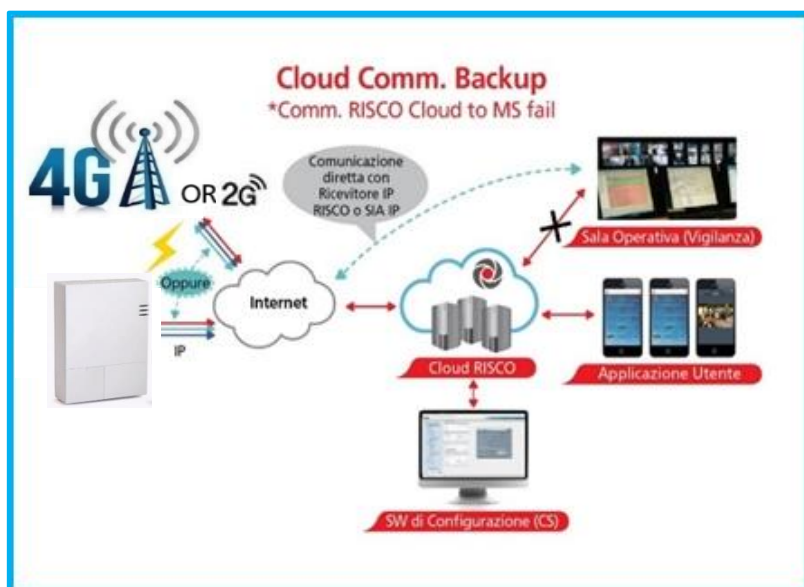 Cloud Comm. Backup
*Comm. RISCO Cloud to MS fail
4G
OR 2G
Comunicazione
diretta con
Ricevitore IP
RISCO o SIA IP
Sala Operativa (Vigilanza)
Oppure
Internet
IP
Cloud RISCO
Applicazione Utente
SW di Configurazione (CS)